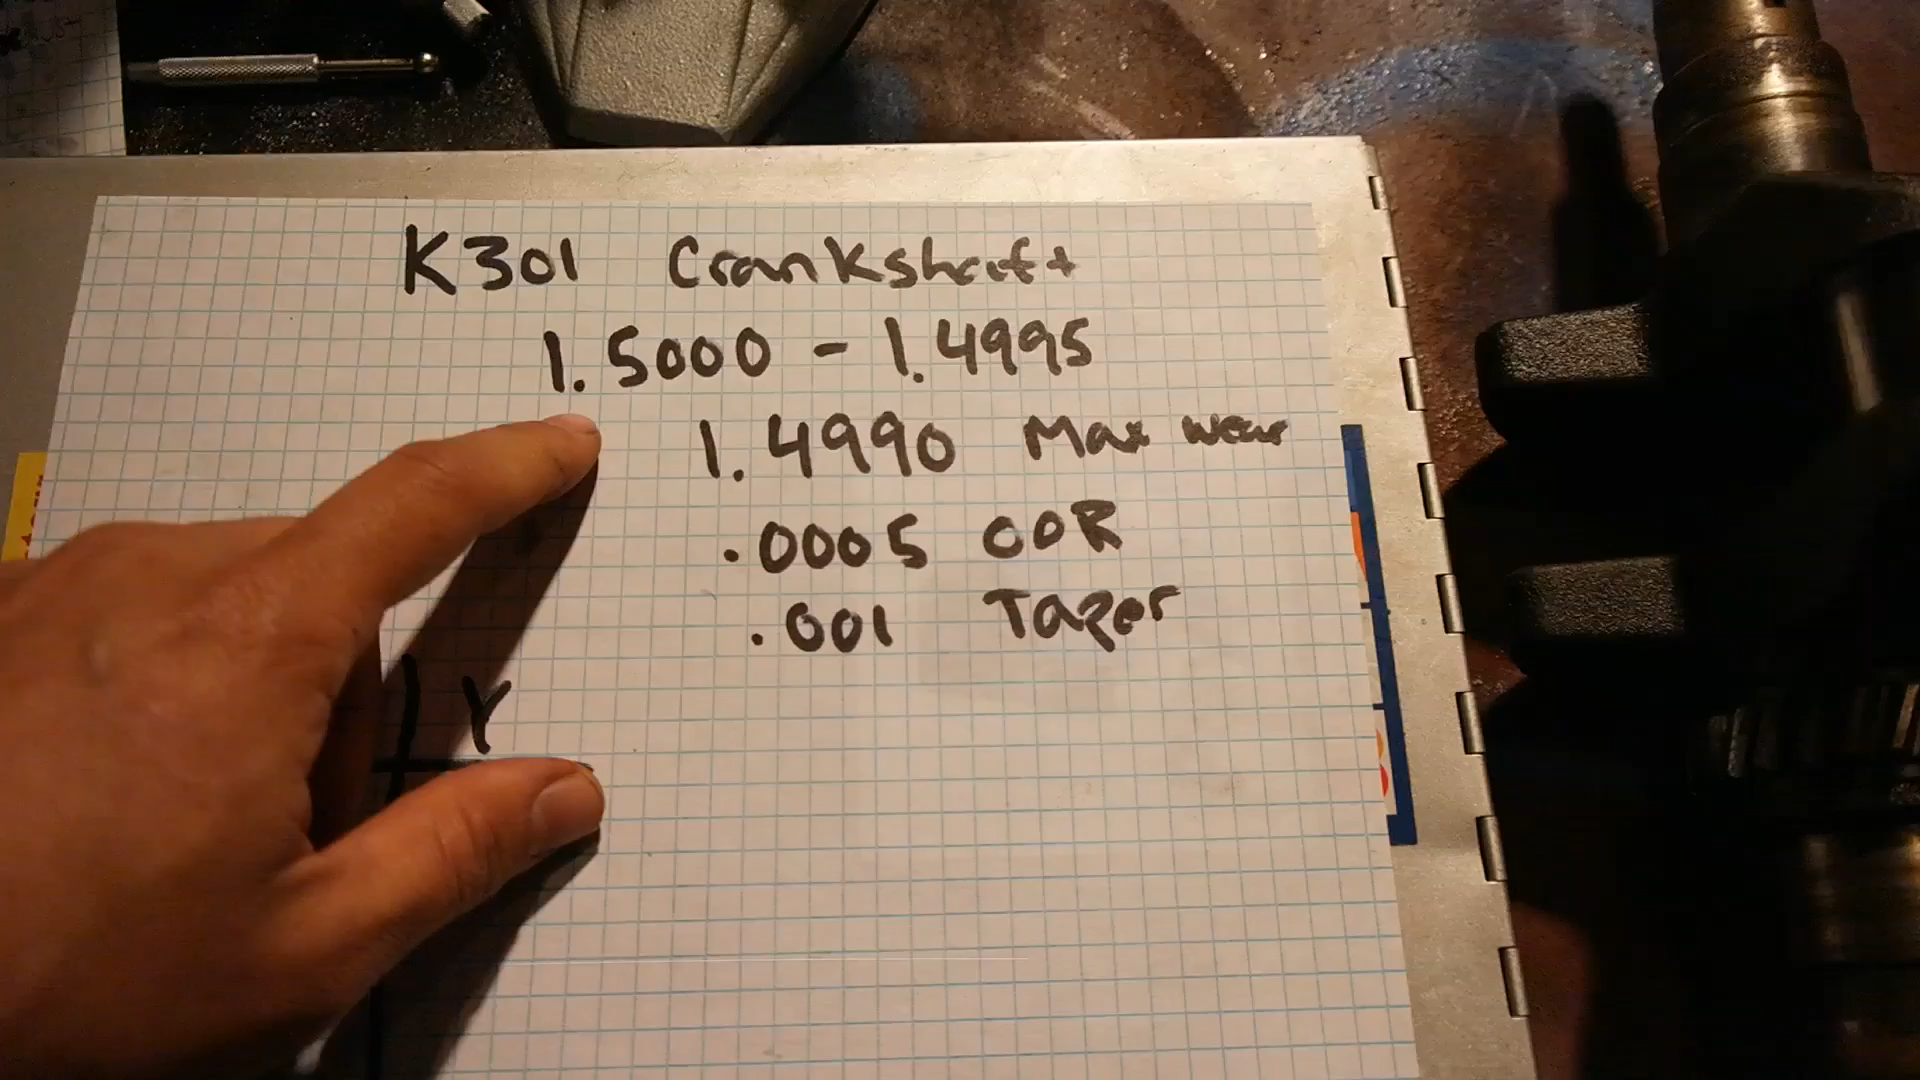 K301 Crankshaft
1.5000 - 1.4995
1.4990 Max wear
.0005 OOR
.001 Taper
Y